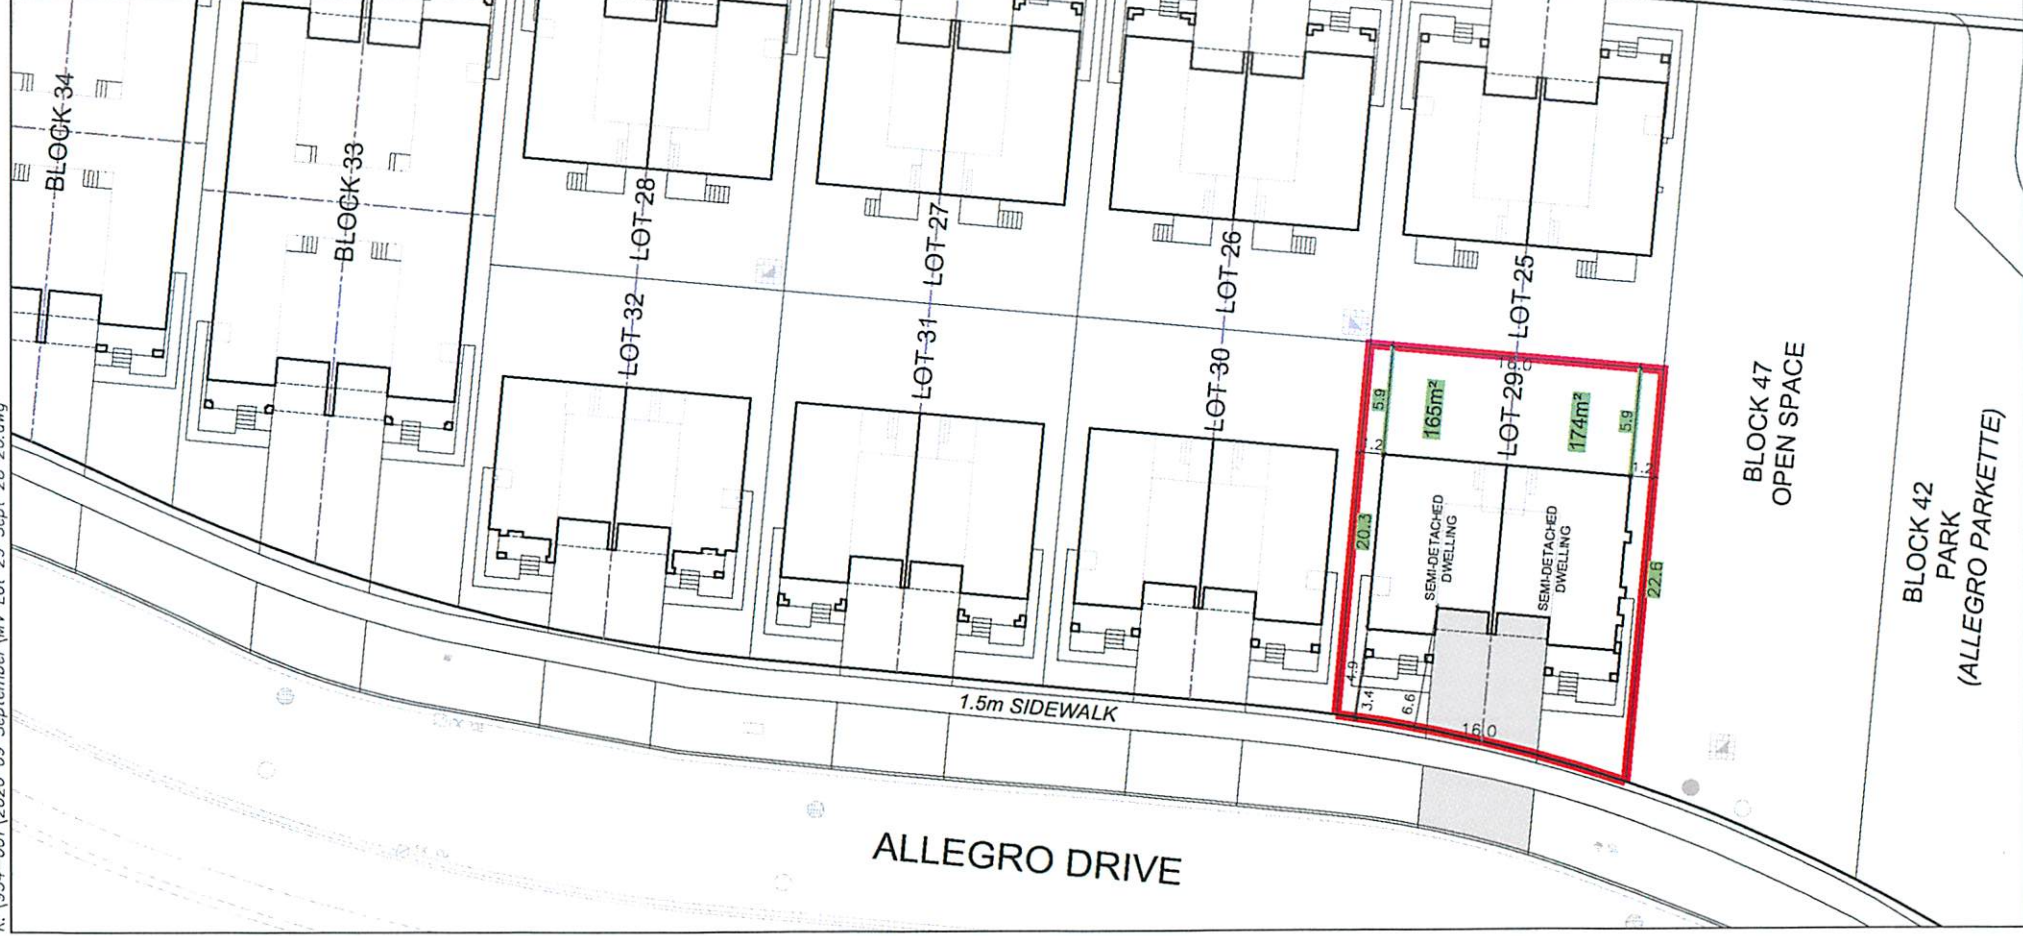 BLOCK 34
BLOCK 33
LOT 28
LOT 27
LOT 26
LOT 25
LOT 32
LOT 31
LOT 30
LOT 29
5.9
165m²
174m²
5.9
1.2
1.2
20.3
22.6
SEMI-DETACHED
DWELLING
SEMI-DETACHED
DWELLING
4.9
3.4
6.6
16.0
1.5m SIDEWALK
ALLEGRO DRIVE
BLOCK 47
OPEN SPACE
BLOCK 42
PARK
(ALLEGRO PARKETTE)